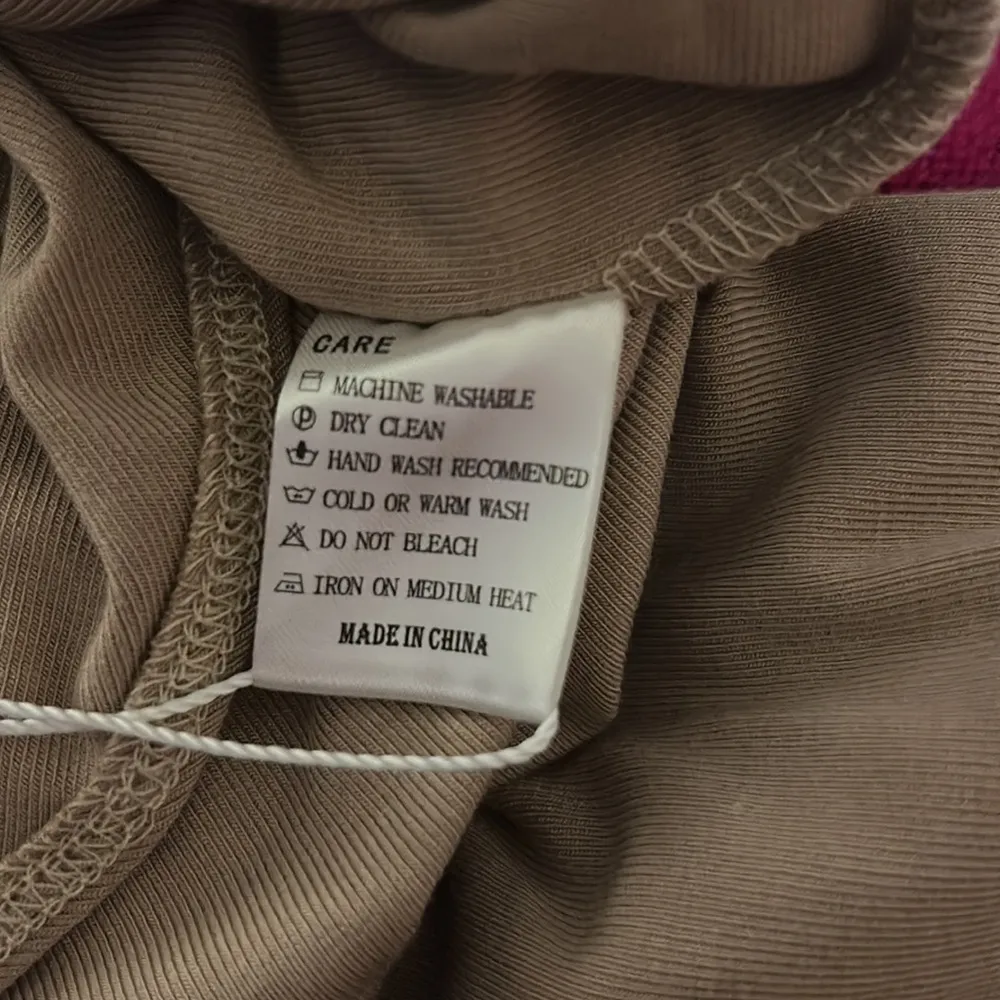 CARE
MACHINE WASHABLE
Ⓟ DRY CLEAN
HAND WASH RECOMMENDED
COLD OR WARM WASH
DO NOT BLEACH
IRON ON MEDIUM HEAT
MADE IN CHINA